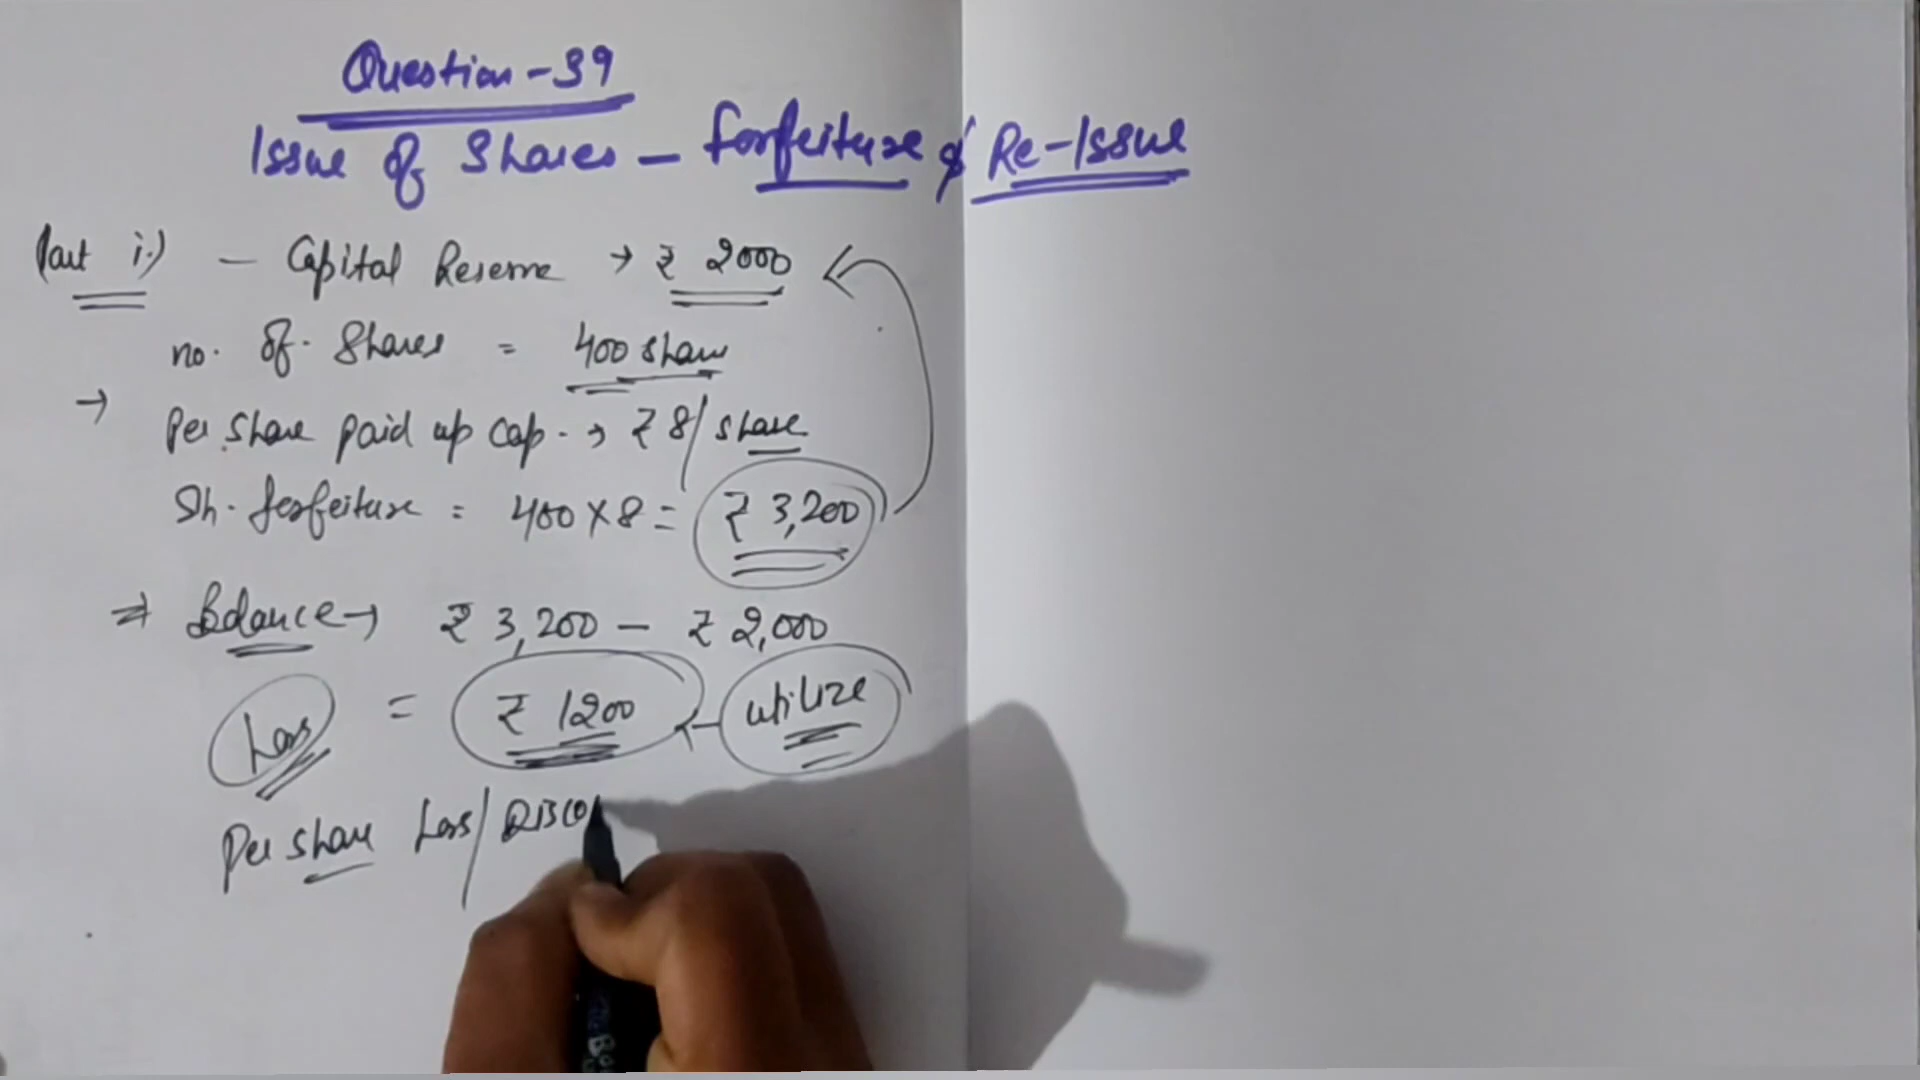 Question-39
Issue of Shares - forfeiture & Re-Issue
Part i.) - Capital Reserve → ₹ 2000
no. of. Shares = 400 share
→ Per share paid up cap. → ₹ 8/share
Sh. forfeiture = 400 × 8 = ₹ 3,200
⇒ Balance → ₹ 3,200 - ₹ 2,000
Loss = ₹ 1200 ← utilize
Per share Loss/DISCO